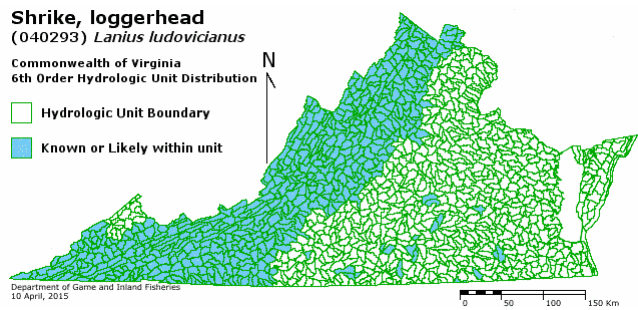 Shrike, loggerhead
(040293) Lanius ludovicianus
Commonwealth of Virginia
6th Order Hydrologic Unit Distribution
N
Hydrologic Unit Boundary
Known or Likely within unit
Department of Game and Inland Fisheries
10 April, 2015
0 50 100 150 Km